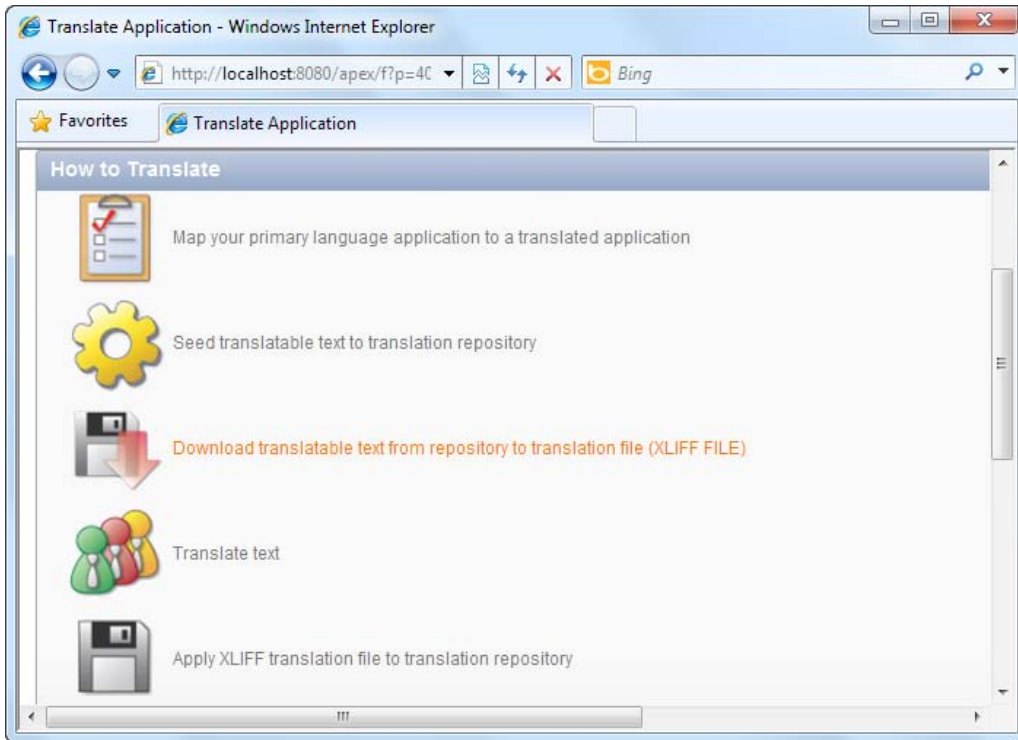 Translate Application - Windows Internet Explorer
http://localhost:8080/apex/f?p=40
Bing
Favorites
Translate Application
How to Translate
Map your primary language application to a translated application
Seed translatable text to translation repository
Download translatable text from repository to translation file (XLIFF FILE)
Translate text
Apply XLIFF translation file to translation repository